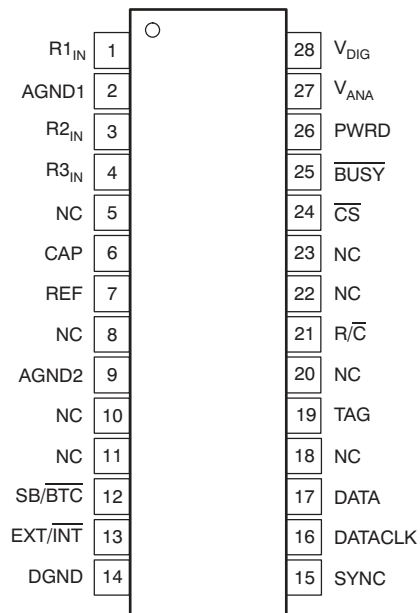 R1IN 1 28 VDIG
AGND1 2 27 VANA
R2IN 3 26 PWRD
R3IN 4 25 BUSY
NC 5 24 CS
CAP 6 23 NC
REF 7 22 NC
NC 8 21 R/C
AGND2 9 20 NC
NC 10 19 TAG
NC 11 18 NC
SB/BTC 12 17 DATA
EXT/INT 13 16 DATACLK
DGND 14 15 SYNC